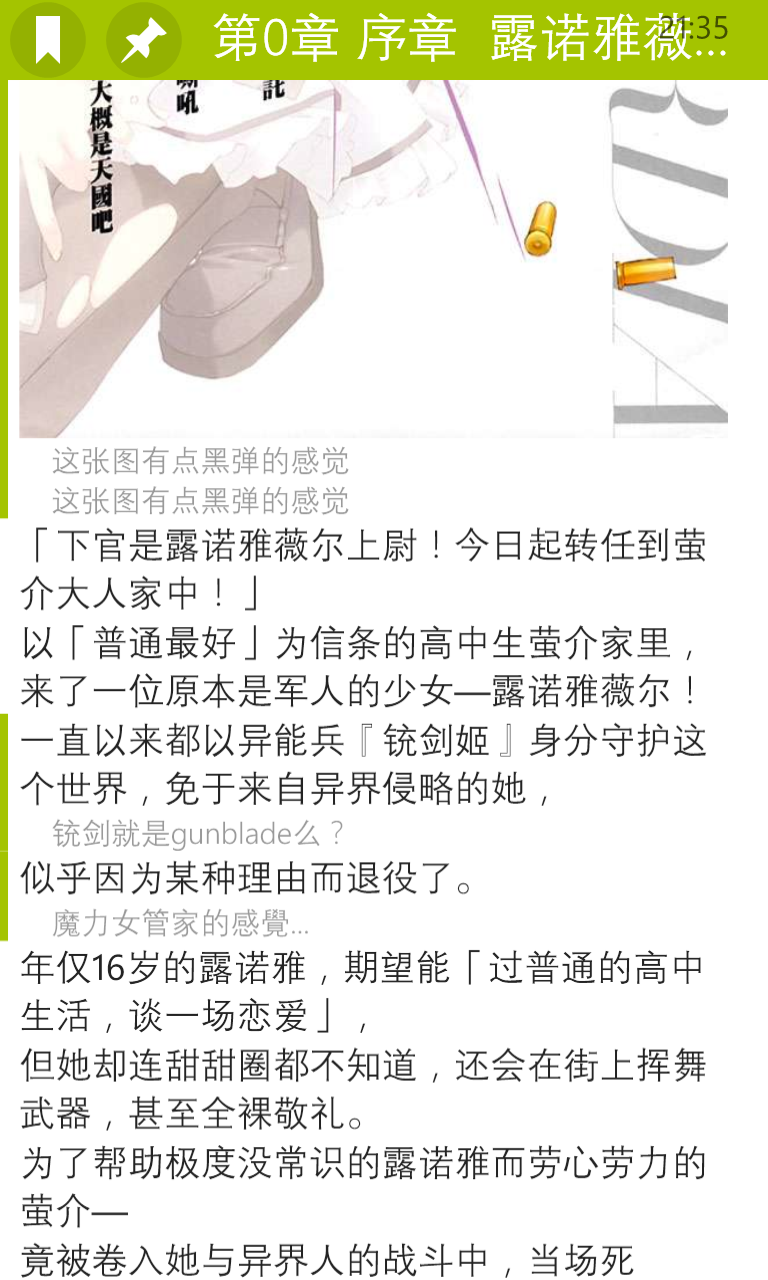 第0章 序章 露诺雅薇...
21:35
託
嘶吼
大概是天國吧
这张图有点黑弹的感觉
这张图有点黑弹的感觉
「下官是露诺雅薇尔上尉！今日起转任到萤
介大人家中！」
以「普通最好」为信条的高中生萤介家里，
来了一位原本是军人的少女—露诺雅薇尔！
一直以来都以异能兵『铳剑姬』身分守护这
个世界，免于来自异界侵略的她，
铳剑就是gunblade么？
似乎因为某种理由而退役了。
魔力女管家的感覺...
年仅16岁的露诺雅，期望能「过普通的高中
生活，谈一场恋爱」，
但她却连甜甜圈都不知道，还会在街上挥舞
武器，甚至全裸敬礼。
为了帮助极度没常识的露诺雅而劳心劳力的
萤介—
竟被卷入她与异界人的战斗中，当场死